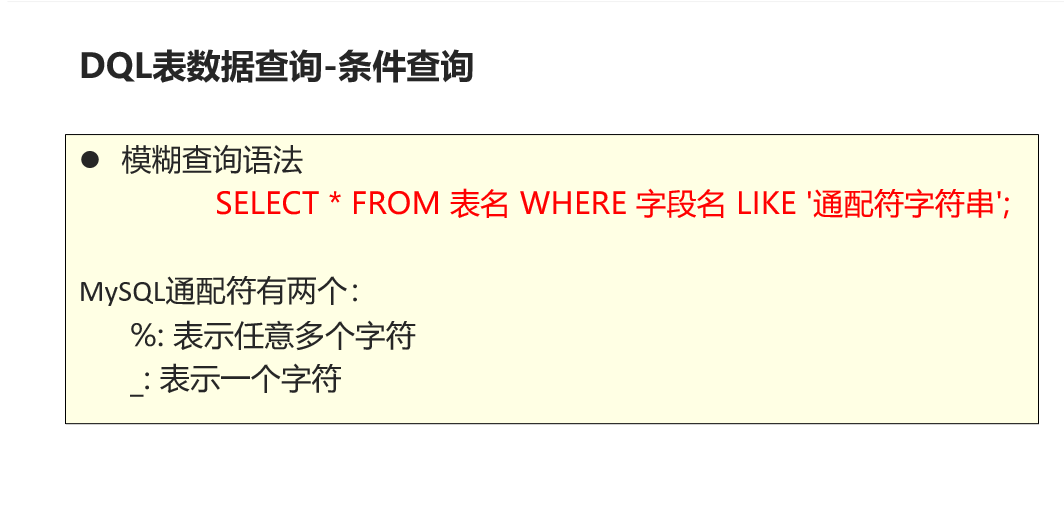 DQL表数据查询-条件查询
● 模糊查询语法
SELECT * FROM 表名 WHERE 字段名 LIKE '通配符字符串';
MySQL通配符有两个：
%: 表示任意多个字符
_: 表示一个字符